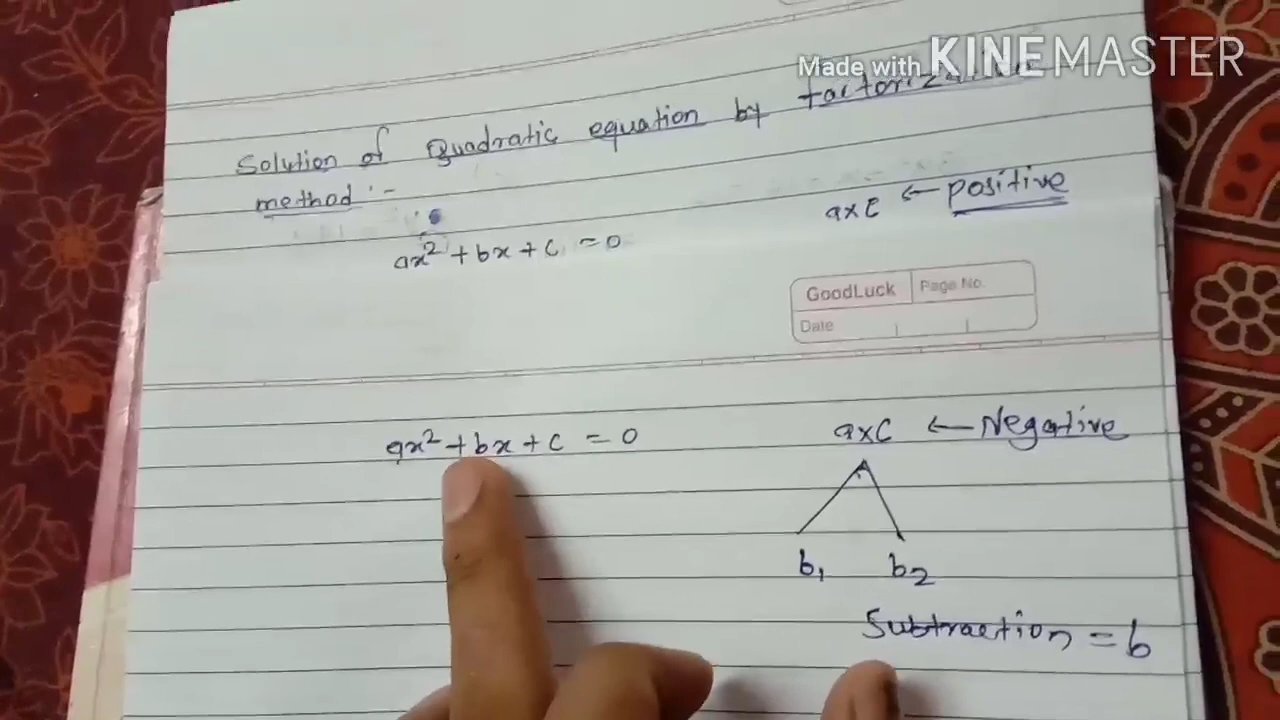 Made with KINEMASTER
Solution of Quadratic equation by factorization
method :-
ax² + bx + c = 0
a×c ← positive
GoodLuck Page No.
Date
ax² + bx + c = 0
a×c ← Negative
b₁ b₂
Subtraction = b